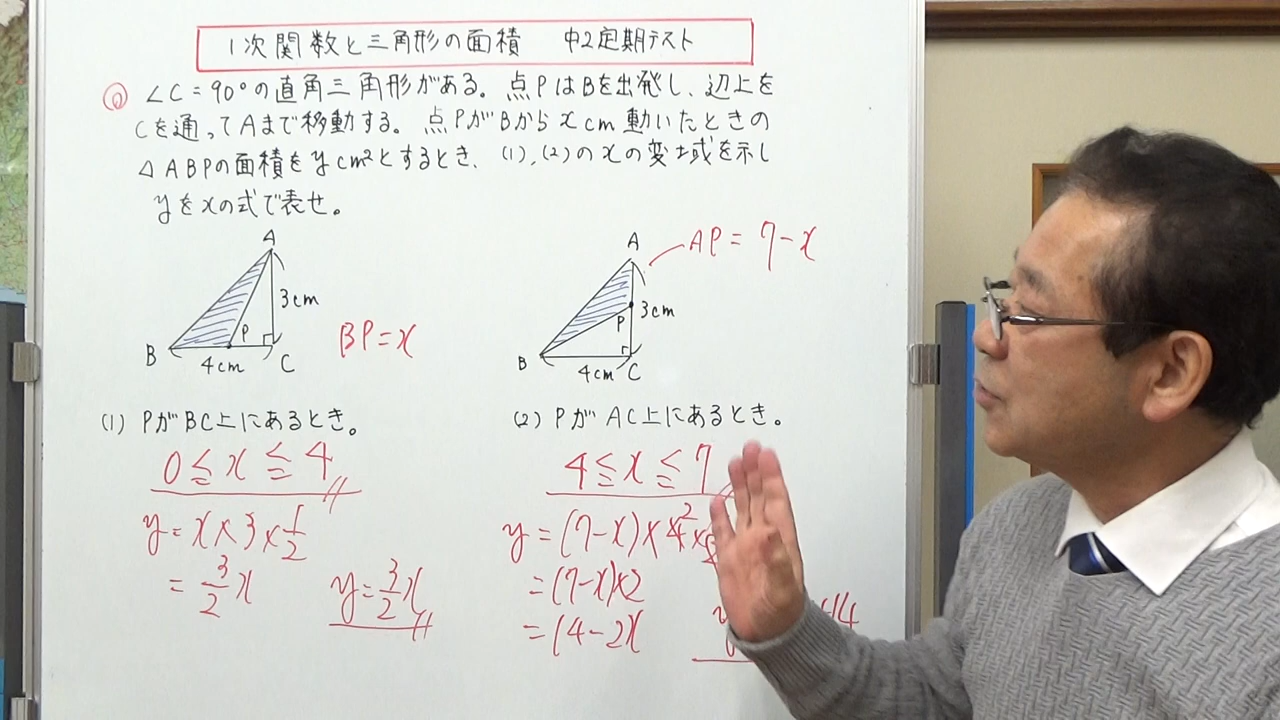 1次関数と三角形の面積 中2定期テスト
◎ ∠C=90°の直角三角形がある。点PはBを出発し、辺上を
Cを通ってAまで移動する。点PがBからxcm動いたときの
△ABPの面積をycm²とするとき、(1),(2)のxの変域を示し
yをxの式で表せ。
A
3cm
P
B
4cm
C
BP=x
A
AP=7-x
3cm
P
B
4cm
C
(1) PがBC上にあるとき。
0≦x≦4
y=x×3×1/2
=3/2x
y=3/2x
(2) PがAC上にあるとき。
4≦x≦7
y=(7-x)×4²×
=(7-x)×2
=14-2x
+14